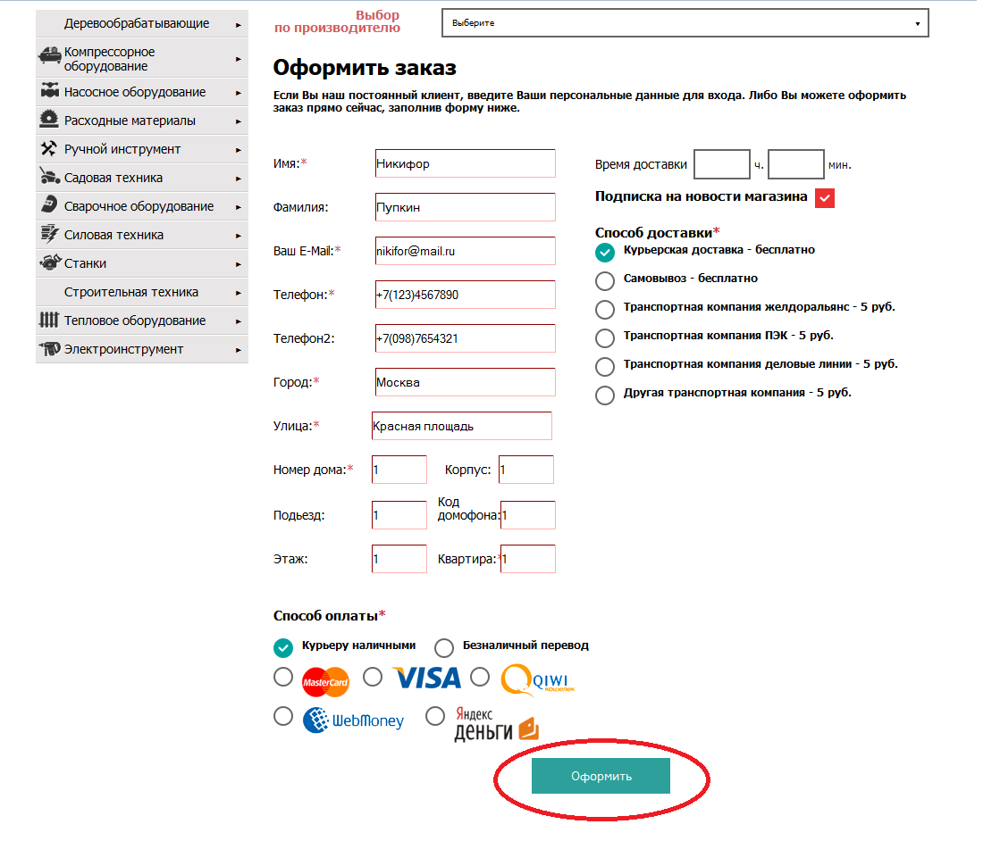 Деревообрабатывающие
Компрессорное
оборудование
Насосное оборудование
Расходные материалы
Ручной инструмент
Садовая техника
Сварочное оборудование
Силовая техника
Станки
Строительная техника
Тепловое оборудование
Электроинструмент
Выбор
по производителю
Выберите
Оформить заказ
Если Вы наш постоянный клиент, введите Ваши персональные данные для входа. Либо Вы можете оформить
заказ прямо сейчас, заполнив форму ниже.
Имя:* Никифор
Фамилия: Пупкин
Ваш E-Mail:* nikifor@mail.ru
Телефон:* +7(123)4567890
Телефон2: +7(098)7654321
Город:* Москва
Улица:* Красная площадь
Номер дома:* 1 Корпус: 1
Подьезд: 1 Код
домофона: 1
Этаж: 1 Квартира:* 1
Время доставки ч. мин.
Подписка на новости магазина
Способ доставки*
Курьерская доставка - бесплатно
Самовывоз - бесплатно
Транспортная компания желдоральянс - 5 руб.
Транспортная компания ПЭК - 5 руб.
Транспортная компания деловые линии - 5 руб.
Другая транспортная компания - 5 руб.
Способ оплаты*
Курьеру наличными Безналичный перевод
MasterCard VISA QIWI
кошелек
WebMoney Яндекс
деньги
Оформить